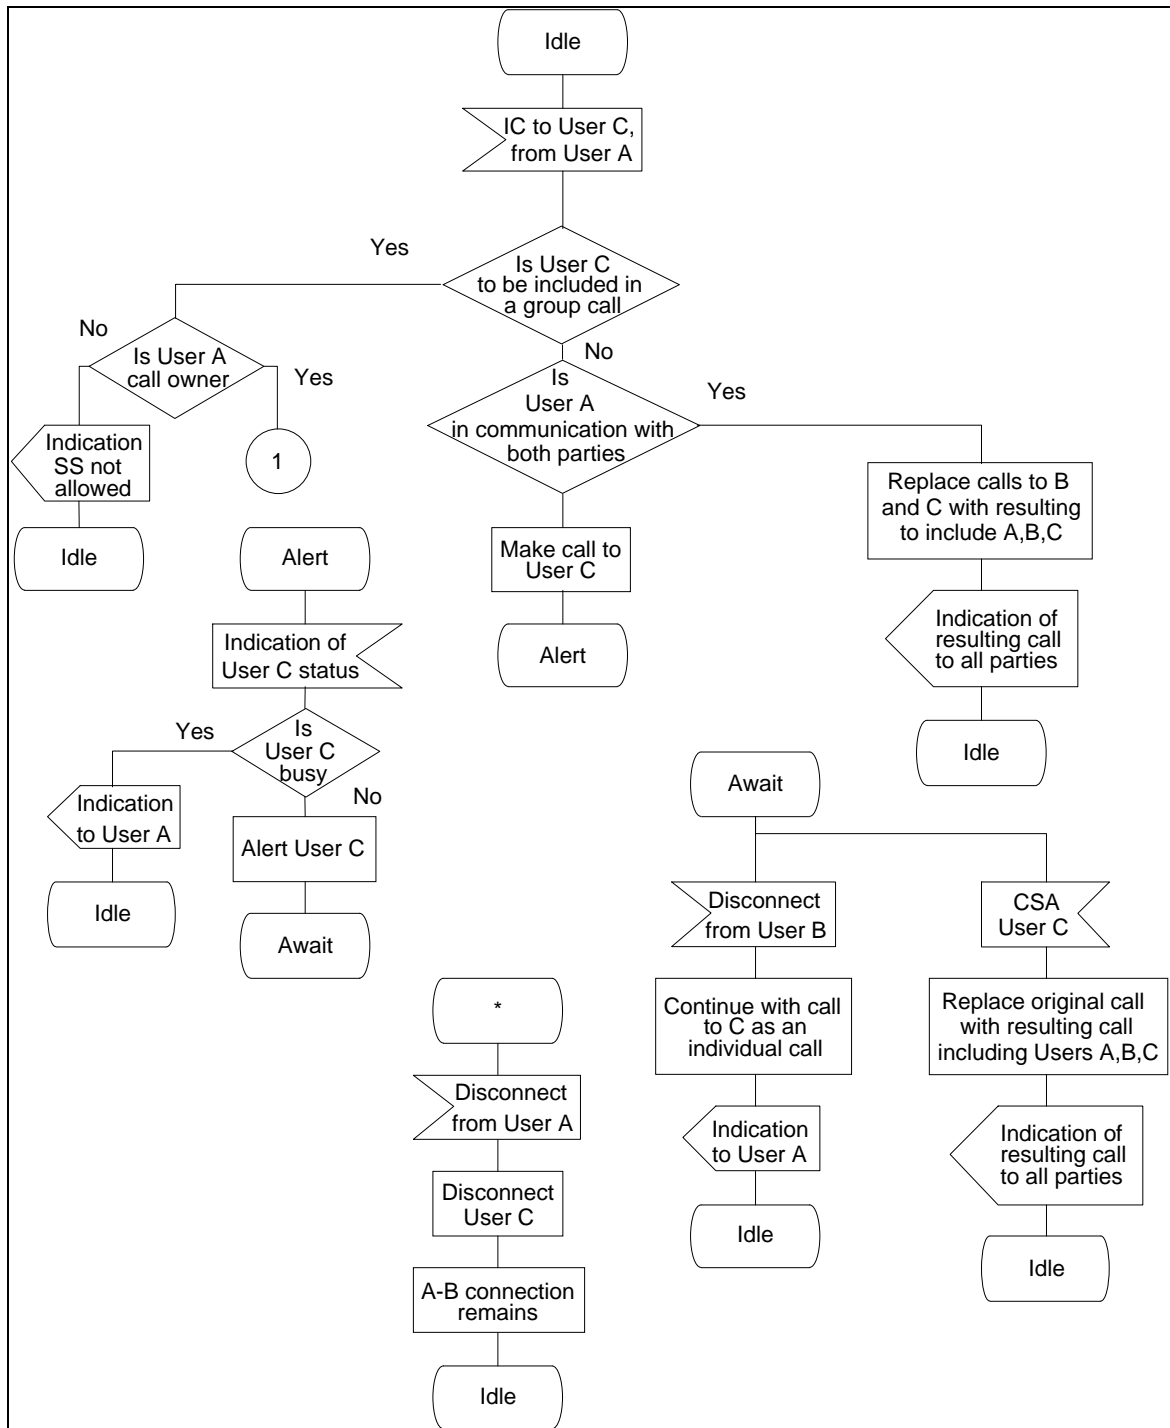 Idle
IC to User C,
from User A
Yes
Is User C
to be included in
a group call
No
Is User A
call owner
Yes
No
Is
User A
in communication with
both parties
Yes
Indication
SS not
allowed
1
Replace calls to B
and C with resulting
to include A,B,C
Idle
Alert
Make call to
User C
Indication of
User C status
Alert
Indication of
resulting call
to all parties
Yes
Is
User C
busy
Idle
Indication
to User A
No
Alert User C
Await
Idle
Await
Disconnect
from User B
CSA
User C
*
Continue with call
to C as an
individual call
Replace original call
with resulting call
including Users A,B,C
Disconnect
from User A
Indication
to User A
Indication of
resulting call
to all parties
Disconnect
User C
Idle
Idle
A-B connection
remains
Idle